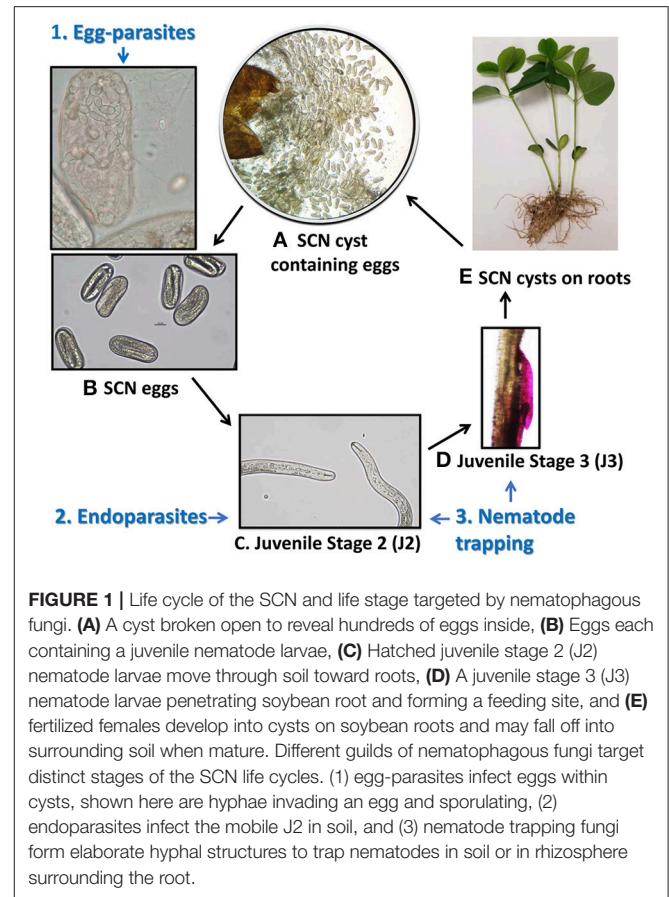 1. Egg-parasites
A SCN cyst
containing eggs
E SCN cysts on roots
B SCN eggs
D Juvenile Stage 3 (J3)
2. Endoparasites
3. Nematode
trapping
C. Juvenile Stage 2 (J2)
FIGURE 1 | Life cycle of the SCN and life stage targeted by nematophagous
fungi. (A) A cyst broken open to reveal hundreds of eggs inside, (B) Eggs each
containing a juvenile nematode larvae, (C) Hatched juvenile stage 2 (J2)
nematode larvae move through soil toward roots, (D) A juvenile stage 3 (J3)
nematode larvae penetrating soybean root and forming a feeding site, and (E)
fertilized females develop into cysts on soybean roots and may fall off into
surrounding soil when mature. Different guilds of nematophagous fungi target
distinct stages of the SCN life cycles. (1) egg-parasites infect eggs within
cysts, shown here are hyphae invading an egg and sporulating, (2)
endoparasites infect the mobile J2 in soil, and (3) nematode trapping fungi
form elaborate hyphal structures to trap nematodes in soil or in rhizosphere
surrounding the root.